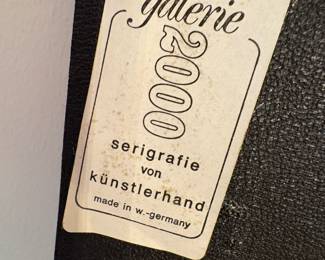 galerie
2000
serigrafie
von
künstlerhand
made in w.-germany